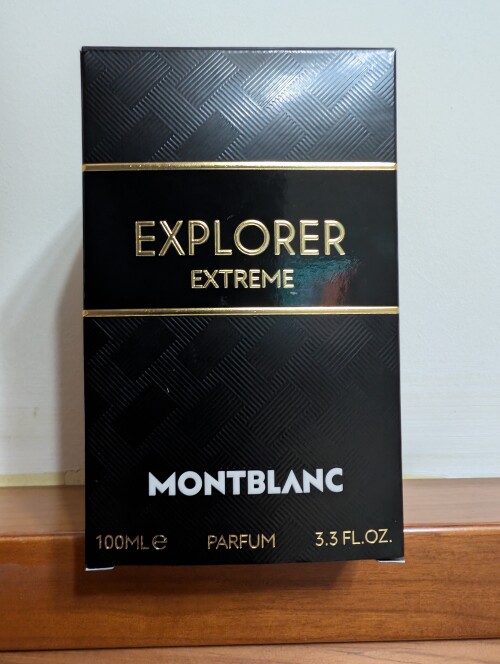 EXPLORER
EXTREME
MONTBLANC
100ML ℮ PARFUM 3.3 FL.OZ.